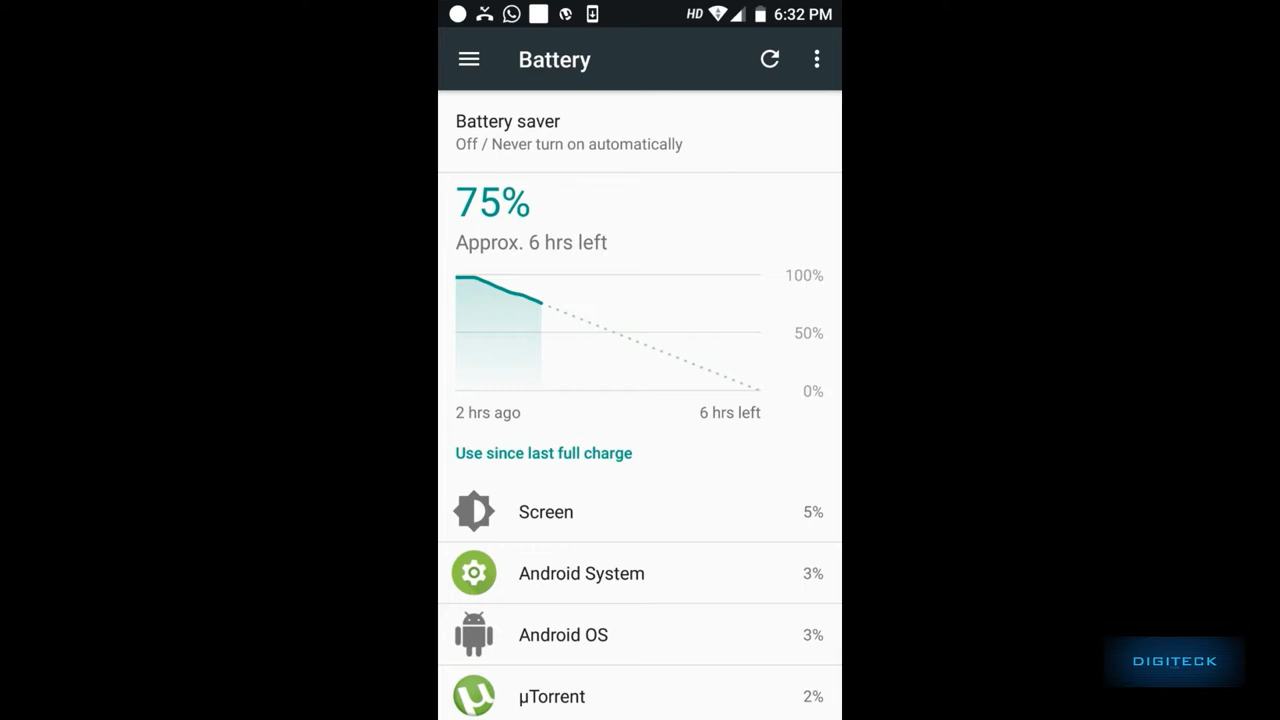 HD 6:32 PM
Battery
Battery saver
Off / Never turn on automatically
75%
Approx. 6 hrs left
100%
50%
0%
2 hrs ago 6 hrs left
Use since last full charge
Screen 5%
Android System 3%
Android OS 3%
µTorrent 2%
DIGITECK